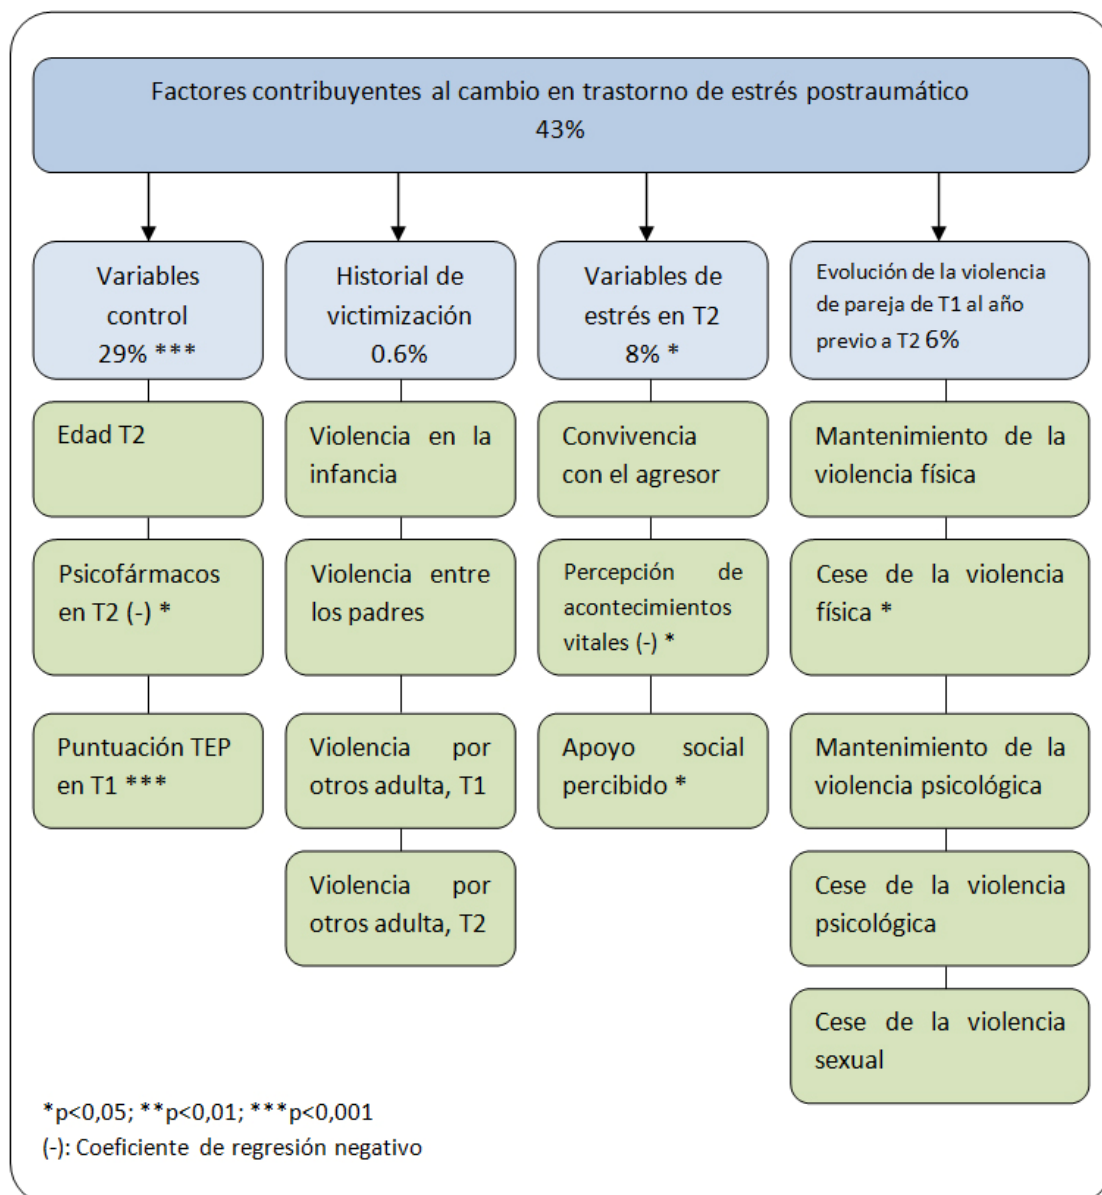 Factores contribuyentes al cambio en trastorno de estrés postraumático
43%
Variables
control
29% ***
Historial de
victimización
0.6%
Variables de
estrés en T2
8% *
Evolución de la violencia
de pareja de T1 al año
previo a T2 6%
Edad T2
Violencia en la
infancia
Convivencia
con el agresor
Mantenimiento de la
violencia física
Psicofármacos
en T2 (-) *
Violencia entre
los padres
Percepción de
acontecimientos
vitales (-) *
Cese de la violencia
física *
Puntuación TEP
en T1 ***
Violencia por
otros adulta, T1
Apoyo social
percibido *
Mantenimiento de la
violencia psicológica
Violencia por
otros adulta, T2
Cese de la violencia
psicológica
Cese de la violencia
sexual
*p<0,05; **p<0,01; ***p<0,001
(-): Coeficiente de regresión negativo